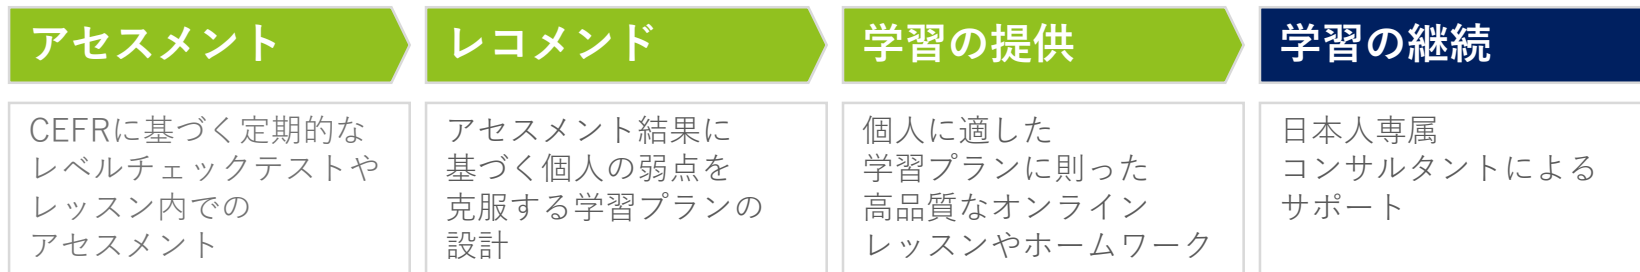 アセスメント
レコメンド
学習の提供
学習の継続
CEFRに基づく定期的な
レベルチェックテストや
レッスン内での
アセスメント
アセスメント結果に
基づく個人の弱点を
克服する学習プランの
設計
個人に適した
学習プランに則った
高品質なオンライン
レッスンやホームワーク
日本人専属
コンサルタントによる
サポート